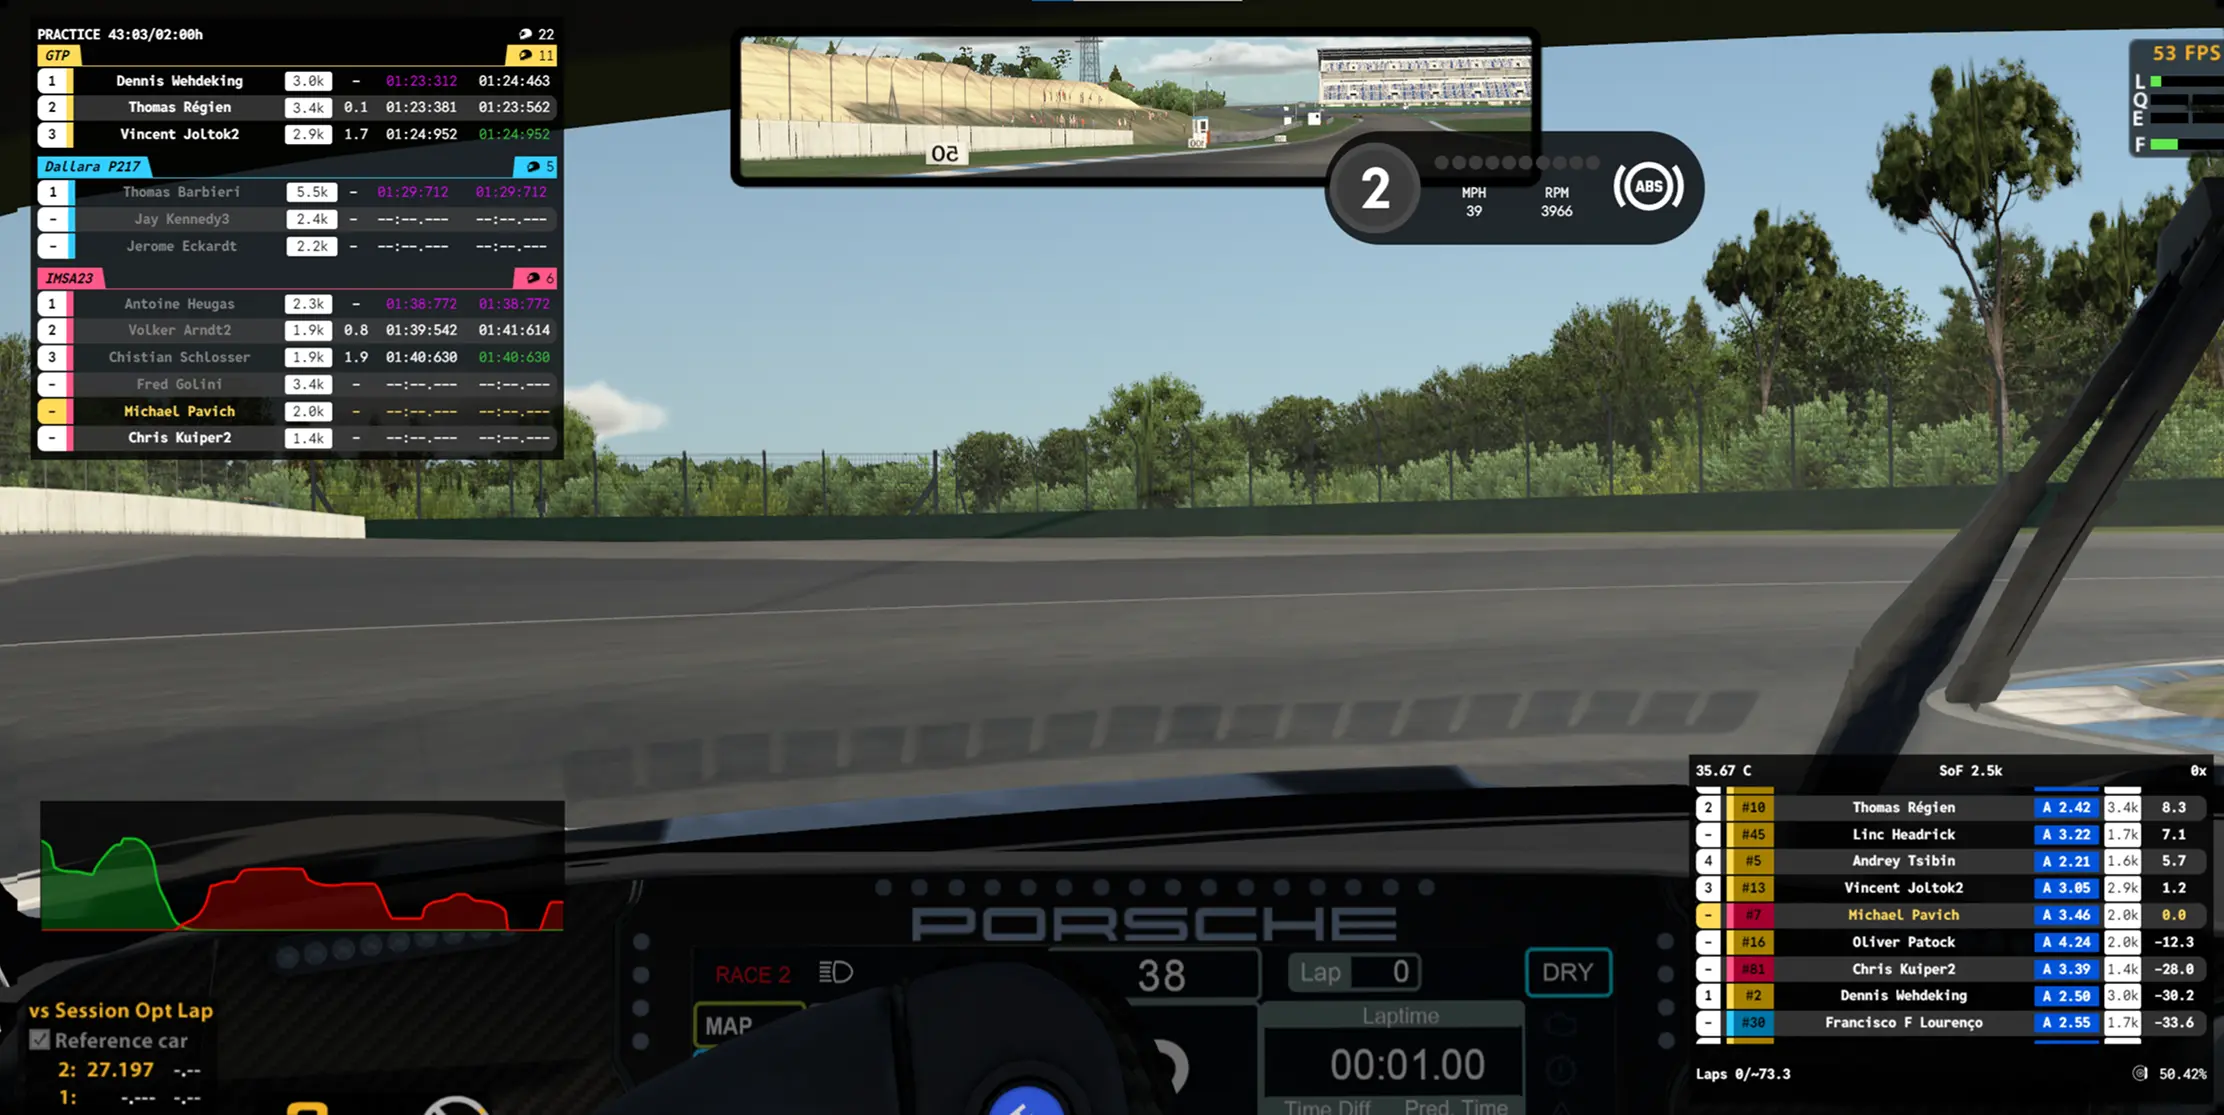 PRACTICE 43:03/02:00h 22
GTP 11
1 Dennis Wehdeking 3.0k – 01:23:312 01:24:463
2 Thomas Régien 3.4k 0.1 01:23:381 01:23:562
3 Vincent Joltok2 2.9k 1.7 01:24:952 01:24:952
Dallara P217 5
1 Thomas Barbieri 5.5k – 01:29:712 01:29:712
– Jay Kennedy3 2.4k – --:--.--- --:--.---
– Jerome Eckardt 2.2k – --:--.--- --:--.---
IMSA23 6
1 Antoine Heugas 2.3k – 01:38:772 01:38:772
2 Volker Arndt2 1.9k 0.8 01:39:542 01:41:614
3 Chistian Schlosser 1.9k 1.9 01:40:630 01:40:630
– Fred Golini 3.4k – --:--.--- --:--.---
– Michael Pavich 2.0k – --:--.--- --:--.---
– Chris Kuiper2 1.4k – --:--.--- --:--.---
50
100
2
MPH
39
RPM
3966
ABS
53 FPS
L
Q
E
F
35.67 C SoF 2.5k 0x
2 #10 Thomas Régien A 2.42 3.4k 8.3
– #45 Linc Headrick A 3.22 1.7k 7.1
4 #5 Andrey Tsibin A 2.21 1.6k 5.7
3 #13 Vincent Joltok2 A 3.05 2.9k 1.2
– #7 Michael Pavich A 3.46 2.0k 0.0
– #16 Oliver Patock A 4.24 2.0k -12.3
– #81 Chris Kuiper2 A 3.39 1.4k -28.0
1 #2 Dennis Wehdeking A 2.50 3.0k -30.2
– #30 Francisco F Lourenço A 2.55 1.7k -33.6
Laps 0/~73.3 50.42%
PORSCHE
RACE 2 38 Lap 0 DRY
MAP
Laptime
00:01.00
Time Diff Pred. Time
vs Session Opt Lap
Reference car
2: 27.197 -.--
1: -.--- -.--